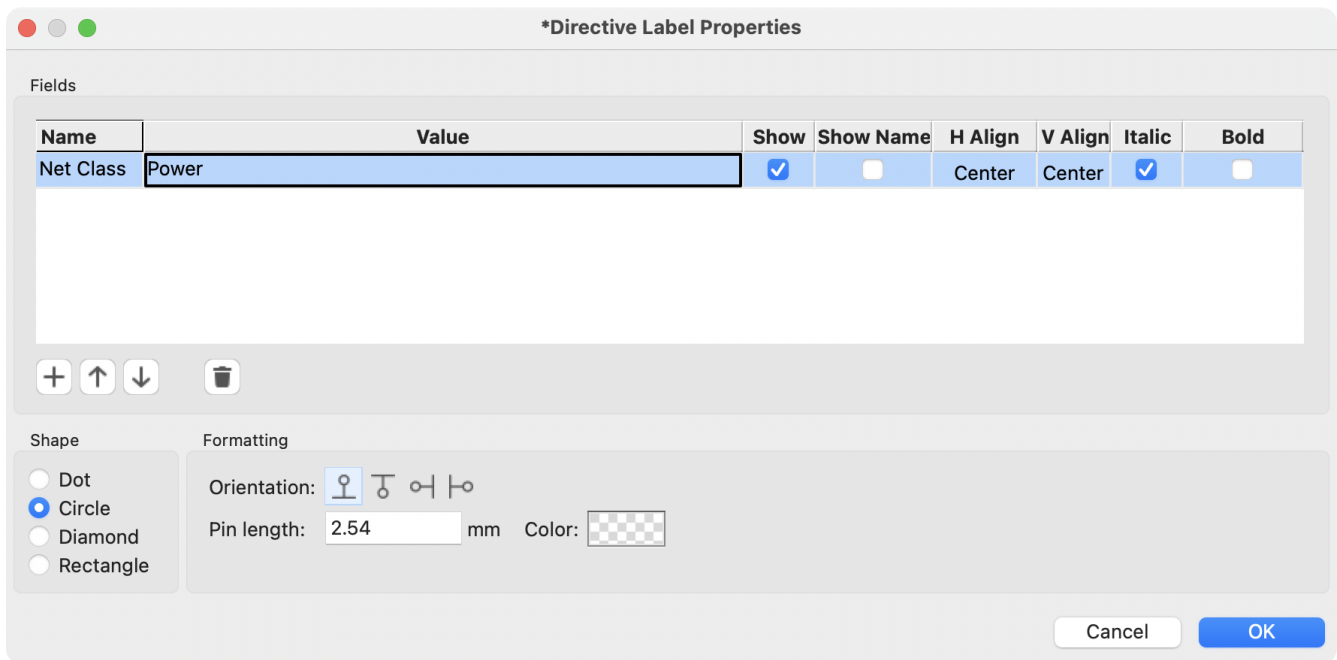 *Directive Label Properties
Fields
Name Value Show Show Name H Align V Align Italic Bold
Net Class Power Center Center
Shape Formatting
Dot
Circle
Diamond
Rectangle
Orientation:
Pin length: 2.54 mm Color:
Cancel OK